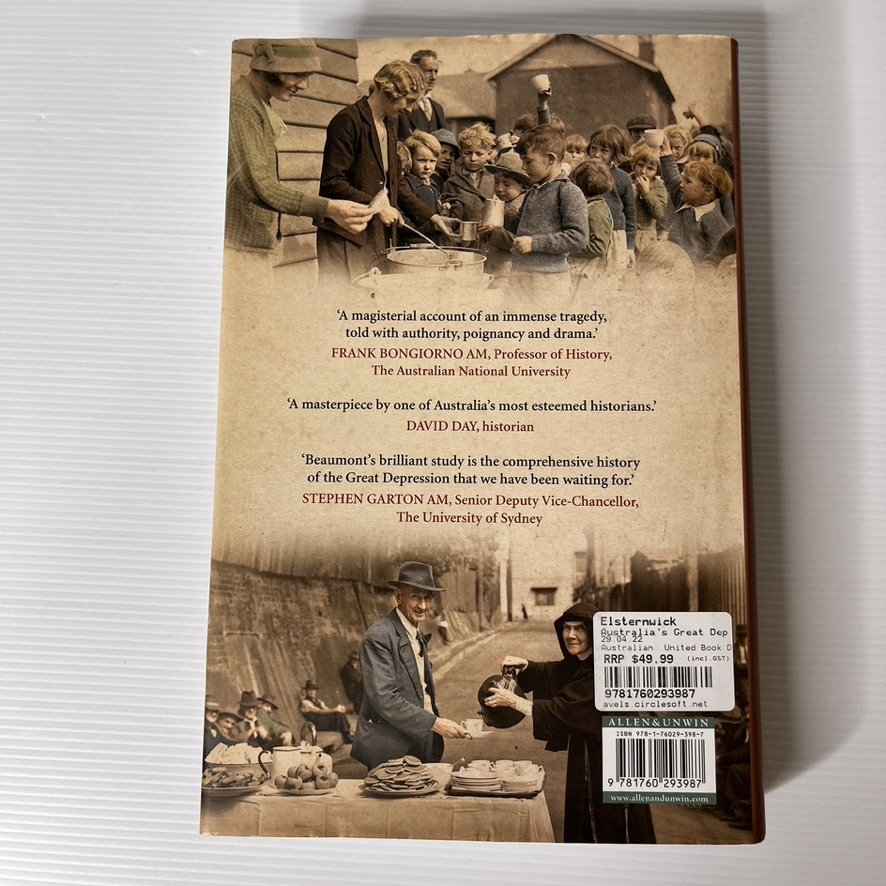 ‘A magisterial account of an immense tragedy,
told with authority, poignancy and drama.’
FRANK BONGIORNO AM, Professor of History,
The Australian National University
‘A masterpiece by one of Australia’s most esteemed historians.’
DAVID DAY, historian
‘Beaumont’s brilliant study is the comprehensive history
of the Great Depression that we have been waiting for.’
STEPHEN GARTON AM, Senior Deputy Vice-Chancellor,
The University of Sydney
Elsternwick
Australia's Great Dep
29.04.22
Australian United Book D
RRP $49.99 (incl.GST)
9781760293987
avels.circlesoft.net
ALLEN&UNWIN
ISBN 978-1-76029-398-7
9 781760 293987
www.allenandunwin.com